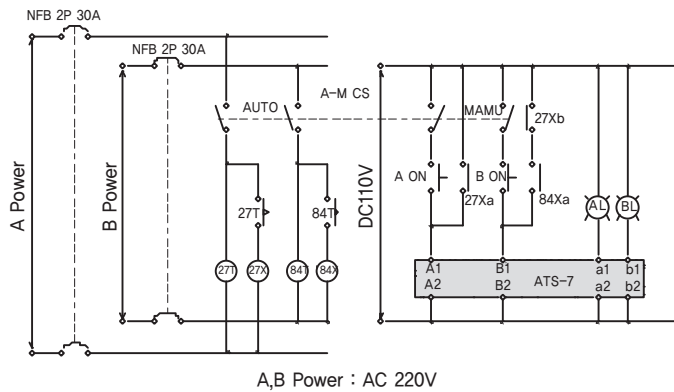 NFB 2P 30A
NFB 2P 30A
A-M CS
AUTO
MAMU
27Xb
A ON
B ON
27Xa
84Xa
27T
84T
A Power
B Power
DC110V
AL
BL
27T
27X
84T
84X
A1
B1
a1
b1
A2
B2
ATS-7
a2
b2
A,B Power : AC 220V